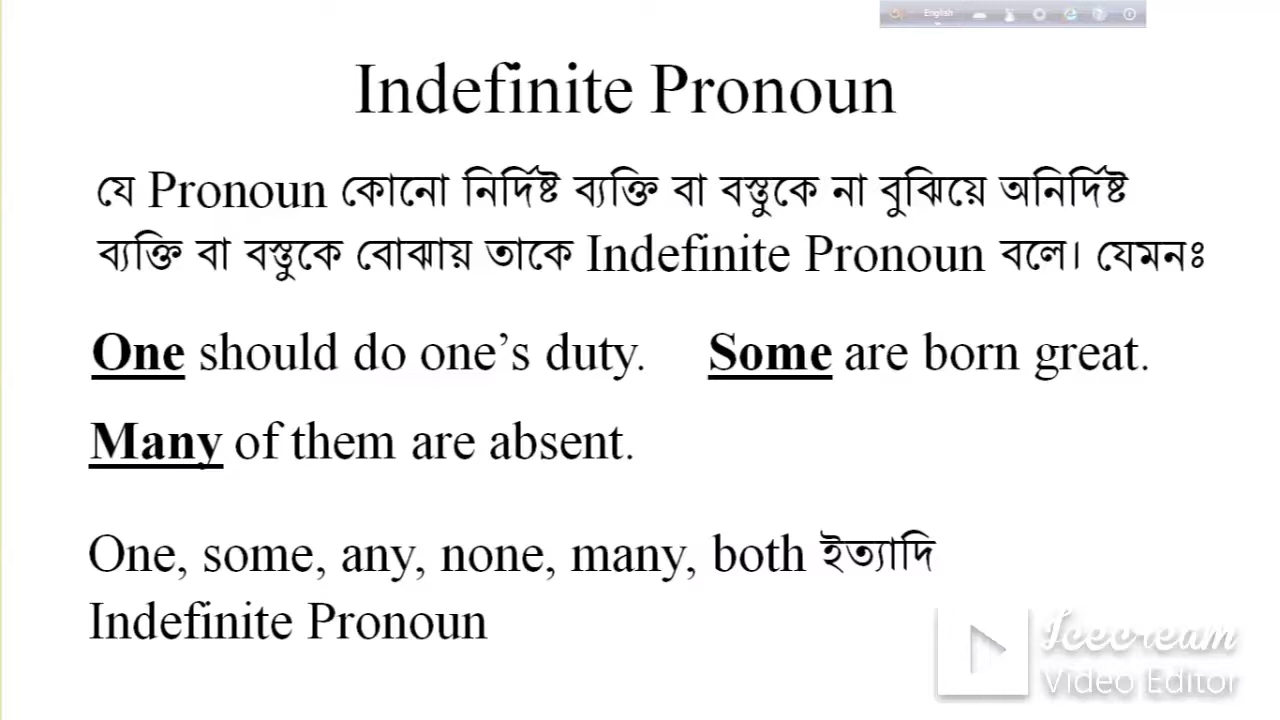 English
Indefinite Pronoun
যে Pronoun কোনো নির্দিষ্ট ব্যক্তি বা বস্তুকে না বুঝিয়ে অনির্দিষ্ট
ব্যক্তি বা বস্তুকে বোঝায় তাকে Indefinite Pronoun বলে। যেমনঃ
One should do one’s duty. Some are born great.
Many of them are absent.
One, some, any, none, many, both ইত্যাদি
Indefinite Pronoun
Icecream
Video Editor